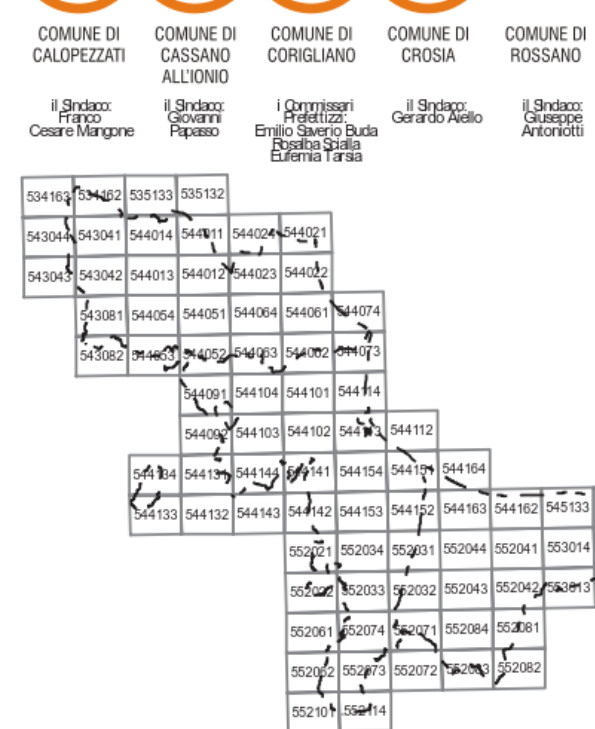 COMUNE DI
CALOPEZZATI
il Sindaco:
Franco
Cesare Mangone
COMUNE DI
CASSANO
ALL'IONIO
il Sindaco:
Giovanni
Papasso
COMUNE DI
CORIGLIANO
i Commissari
Prefettizzi:
Emilio Saverio Buda
Rosalba Scialla
Eufemia Tarsia
COMUNE DI
CROSIA
il Sindaco:
Gerardo Aiello
COMUNE DI
ROSSANO
il Sindaco:
Giuseppe
Antoniotti
534163 534162 535133 535132
543044 543041 544014 544011 544024 544021
543043 543042 544013 544012 544023 544022
543081 544054 544051 544064 544061 544074
543082 544053 544052 544063 544062 544073
544091 544104 544101 544114
544092 544103 544102 544113 544112
544134 544131 544144 544141 544154 544151 544164
544133 544132 544143 544142 544153 544152 544163 544162 545133
552021 552034 552031 552044 552041 553014
552022 552033 552032 552043 552042 553013
552061 552074 552071 552084 552081
552062 552073 552072 552083 552082
552101 552114